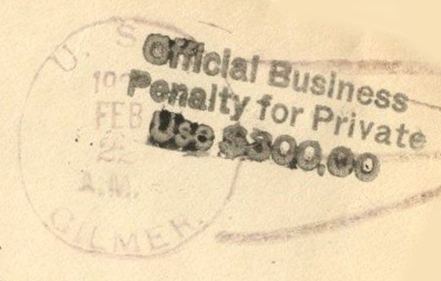 U. S.
FEB
A.M.
GILMER.
Official Business
Penalty for Private
Use $300.00